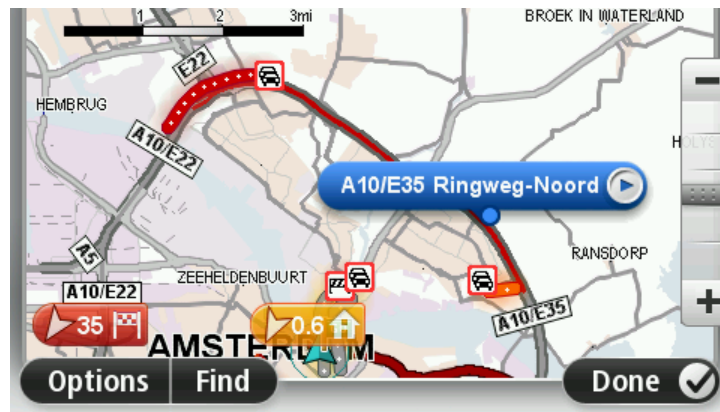 1 2 3mi
BROEK IN WATERLAND
E22
HEMBRUG
A10/E22
A10/E35 Ringweg-Noord
A5
ZEEHELDENBUURT
RANSDORP
A10/E22
A10/E35
35
0.6
AMSTERDAM
Options
Find
Done